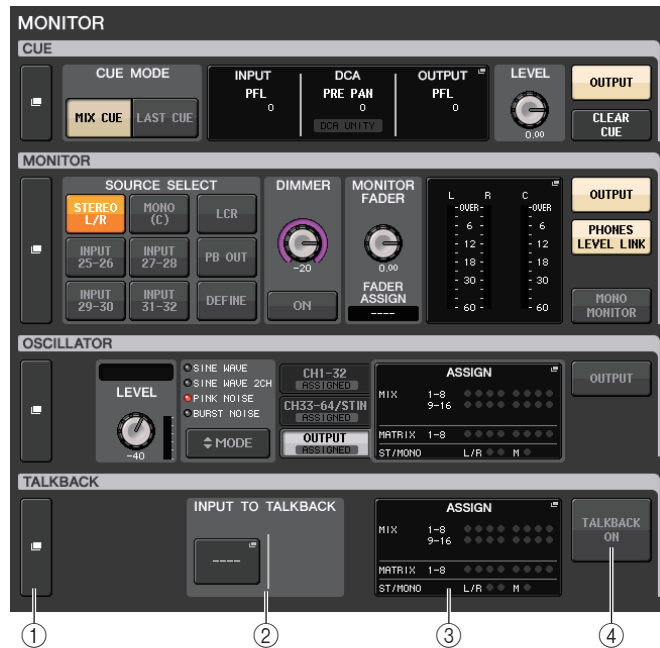 MONITOR
CUE
CUE MODE
MIX CUE
LAST CUE
INPUT
PFL
0
DCA
PRE PAN
0
DCA UNITY
OUTPUT
PFL
0
LEVEL
0.00
OUTPUT
CLEAR
CUE
MONITOR
SOURCE SELECT
STEREO
L/R
MONO
(C)
LCR
INPUT
25-26
INPUT
27-28
PB OUT
INPUT
29-30
INPUT
31-32
DEFINE
DIMMER
-20
ON
MONITOR
FADER
0.00
FADER
ASSIGN
----
L R C
-OVER- -OVER-
- 6 - - 6
- 12 - - 12
- 18 - - 18
- 30 - - 30
- 60 - - 60
OUTPUT
PHONES
LEVEL LINK
MONO
MONITOR
OSCILLATOR
LEVEL
-40
SINE WAVE
SINE WAVE 2CH
PINK NOISE
BURST NOISE
MODE
CH1-32
ASSIGNED
CH33-64/STIN
ASSIGNED
OUTPUT
ASSIGNED
ASSIGN
MIX 1-8
9-16
MATRIX 1-8
ST/MONO L/R M
OUTPUT
TALKBACK
INPUT TO TALKBACK
----
ASSIGN
MIX 1-8
9-16
MATRIX 1-8
ST/MONO L/R M
TALKBACK
ON
① ② ③ ④